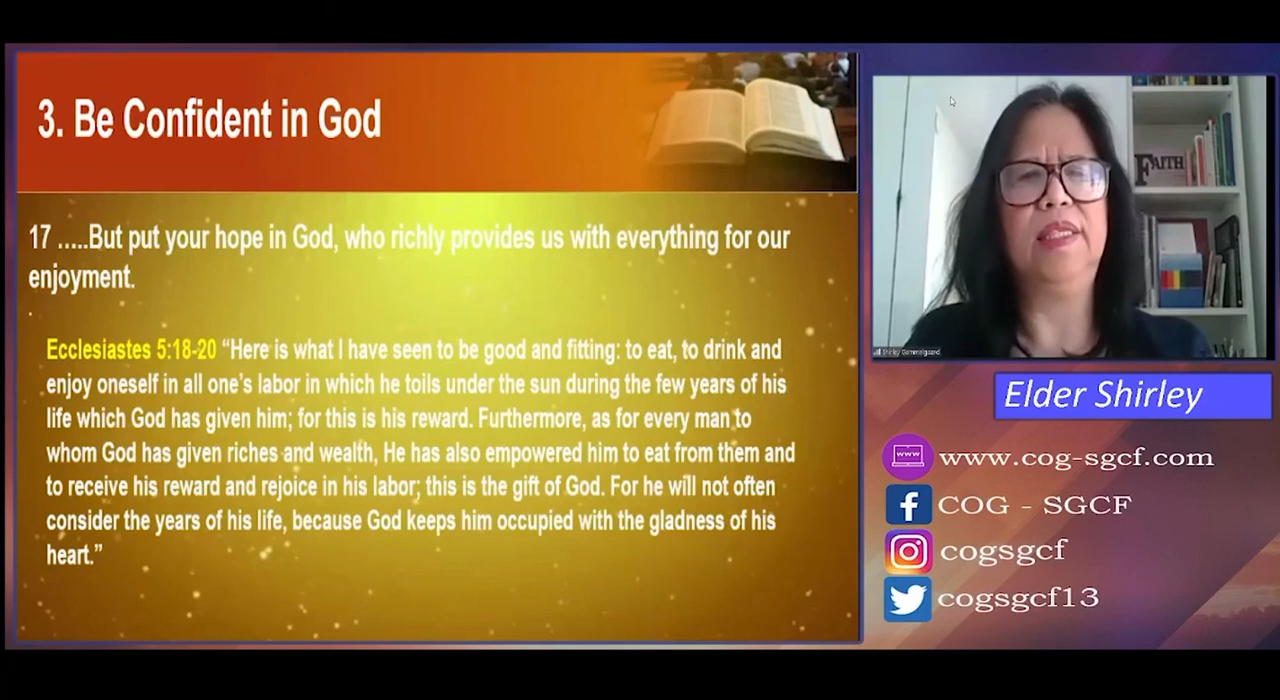 3. Be Confident in God
17 .....But put your hope in God, who richly provides us with everything for our
enjoyment.
Ecclesiastes 5:18-20 “Here is what I have seen to be good and fitting: to eat, to drink and
enjoy oneself in all one’s labor in which he toils under the sun during the few years of his
life which God has given him; for this is his reward. Furthermore, as for every man to
whom God has given riches and wealth, He has also empowered him to eat from them and
to receive his reward and rejoice in his labor; this is the gift of God. For he will not often
consider the years of his life, because God keeps him occupied with the gladness of his
heart.”
FAITH
Shirley Gammelgaard
Elder Shirley
www
www.cog-sgcf.com
COG - SGCF
cogsgcf
cogsgcf13